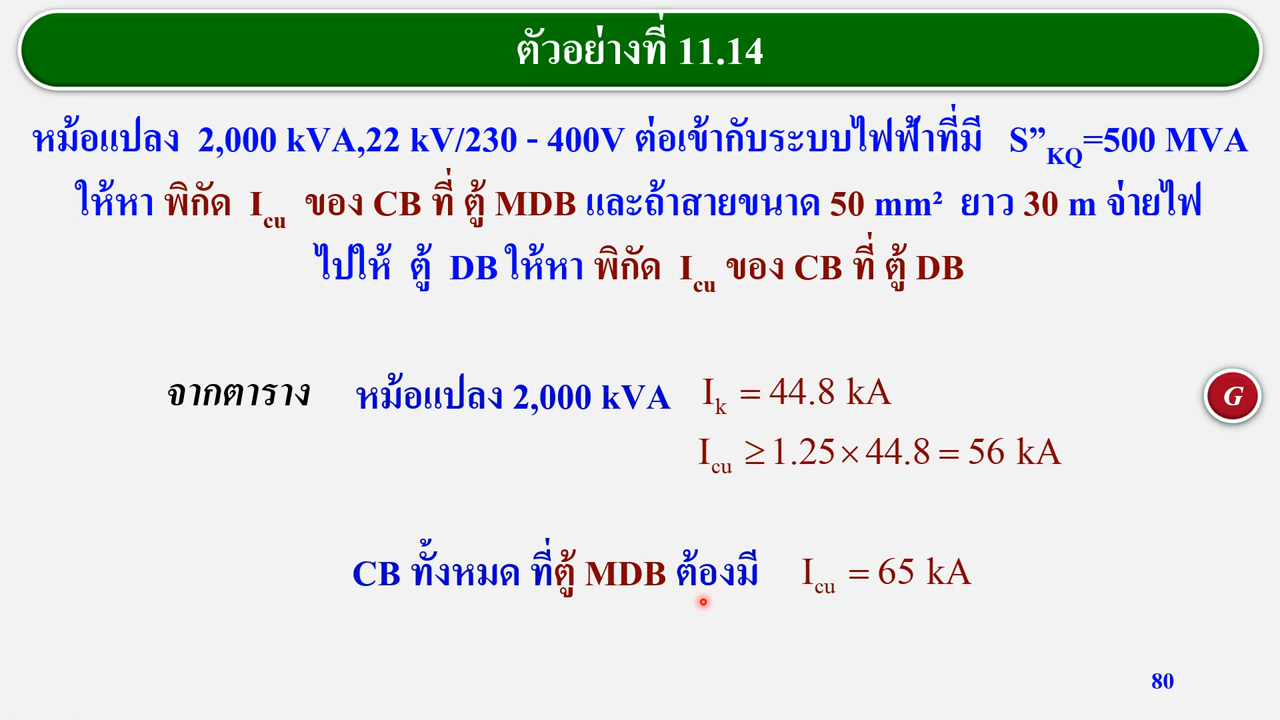 ตัวอย่างที่ 11.14
หม้อแปลง 2,000 kVA,22 kV/230 - 400V ต่อเข้ากับระบบไฟฟ้าที่มี S”KQ=500 MVA
ให้หา พิกัด Icu ของ CB ที่ ตู้ MDB และถ้าสายขนาด 50 mm² ยาว 30 m จ่ายไฟ
ไปให้ ตู้ DB ให้หา พิกัด Icu ของ CB ที่ ตู้ DB
จากตาราง หม้อแปลง 2,000 kVA Ik = 44.8 kA
G
Icu ≥ 1.25 × 44.8 = 56 kA
CB ทั้งหมด ที่ตู้ MDB ต้องมี Icu = 65 kA
80